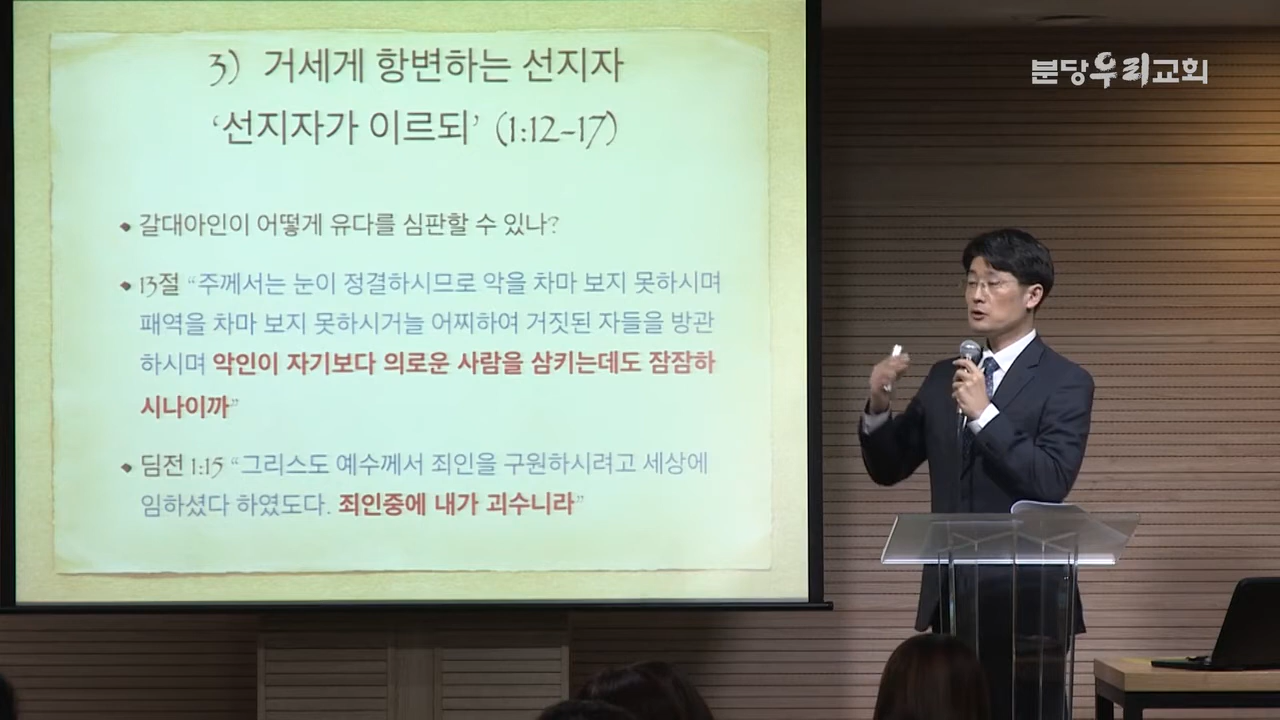 3) 거세게 항변하는 선지자
‘선지자가 이르되’ (1:12-17)
분당우리교회
• 갈대아인이 어떻게 유다를 심판할 수 있나?
• 13절 “주께서는 눈이 정결하시므로 악을 차마 보지 못하시며
패역을 차마 보지 못하시거늘 어찌하여 거짓된 자들을 방관
하시며 악인이 자기보다 의로운 사람을 삼키는데도 잠잠하
시나이까”
• 딤전 1:15 “그리스도 예수께서 죄인을 구원하시려고 세상에
임하셨다 하였도다. 죄인중에 내가 괴수니라”